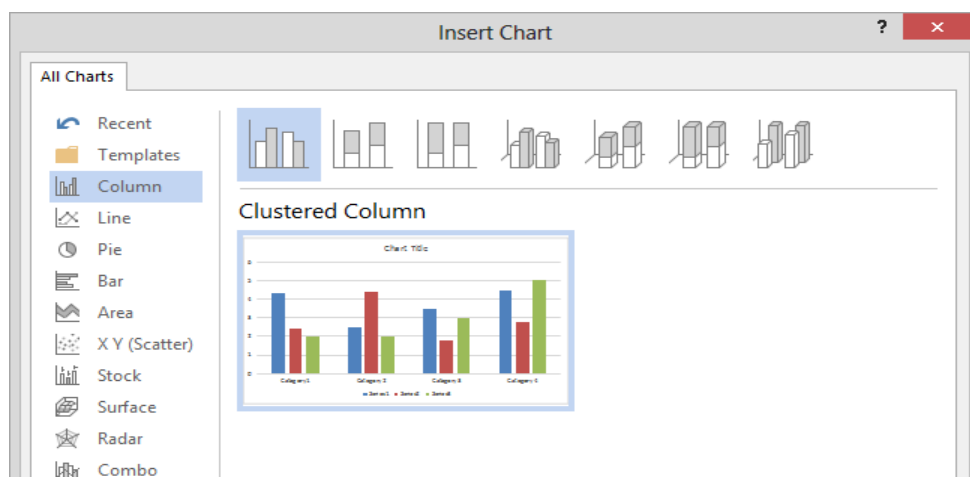 Insert Chart
?
All Charts
Recent
Templates
Column
Line
Pie
Bar
Area
X Y (Scatter)
Stock
Surface
Radar
Combo
Clustered Column
Chart Title